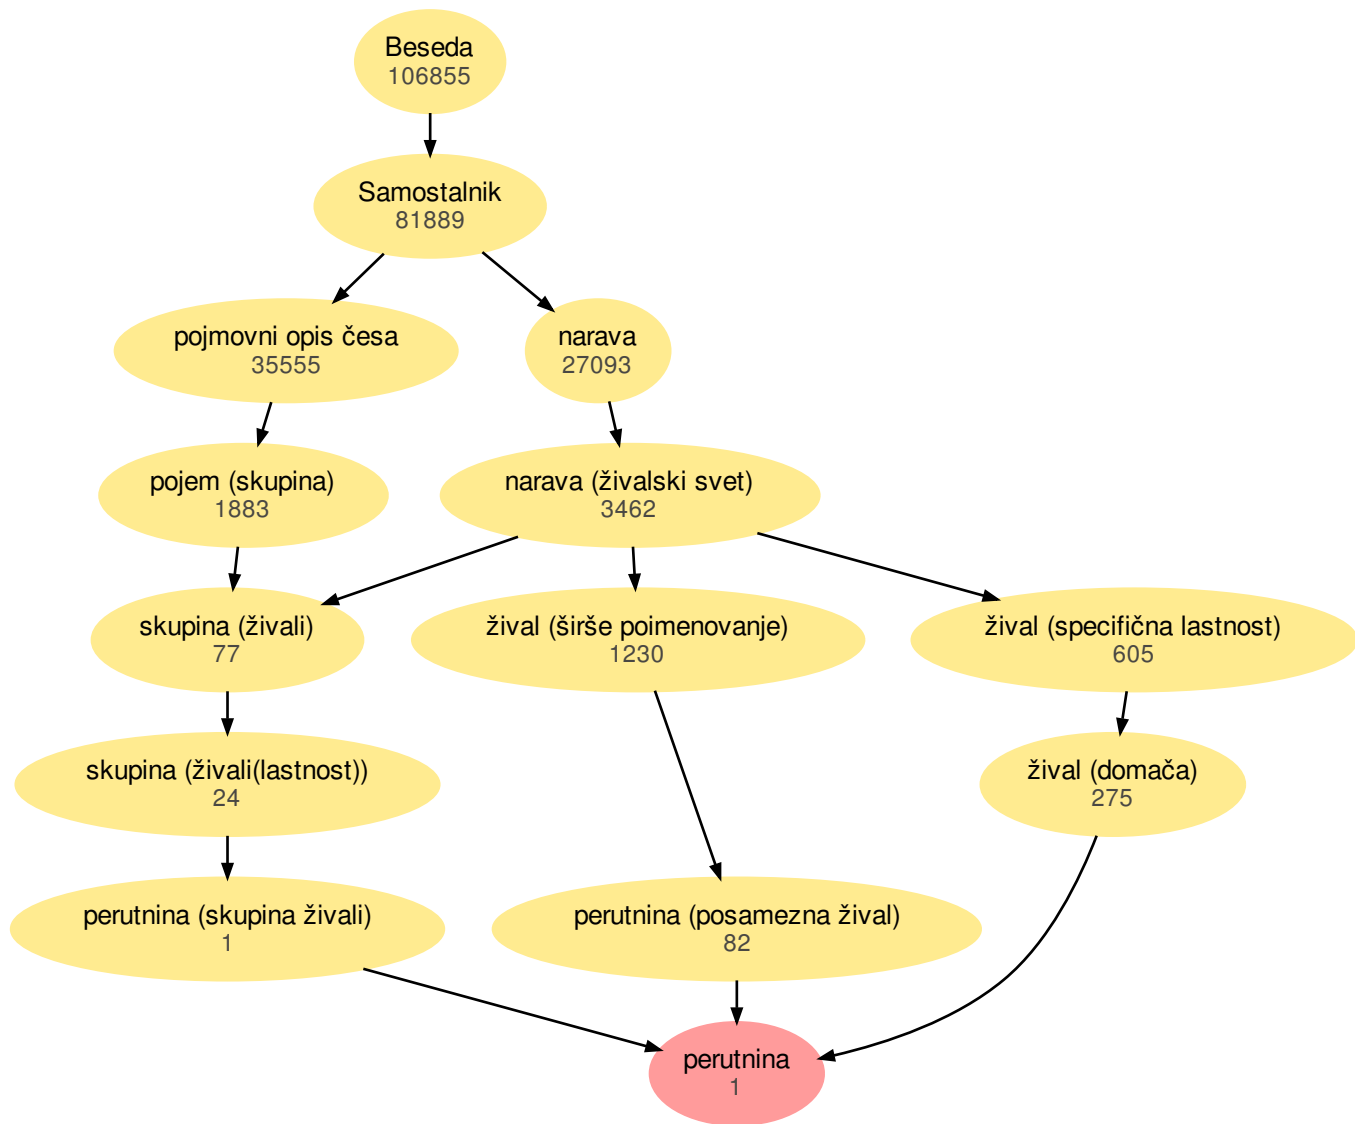 Beseda
106855
Samostalnik
81889
pojmovni opis česa
35555
narava
27093
pojem (skupina)
1883
narava (živalski svet)
3462
skupina (živali)
77
žival (širše poimenovanje)
1230
žival (specifična lastnost)
605
skupina (živali(lastnost))
24
žival (domača)
275
perutnina (skupina živali)
1
perutnina (posamezna žival)
82
perutnina
1